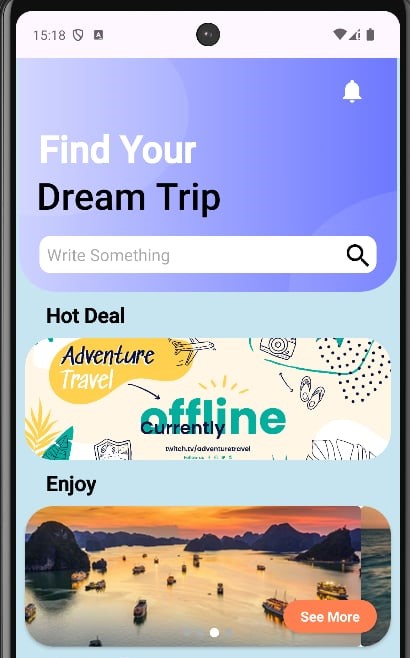 15:18
Find Your
Dream Trip
Write Something
Hot Deal
Adventure
Travel
offline
Currently
twitch.tv/adventuretravel
Enjoy
See More